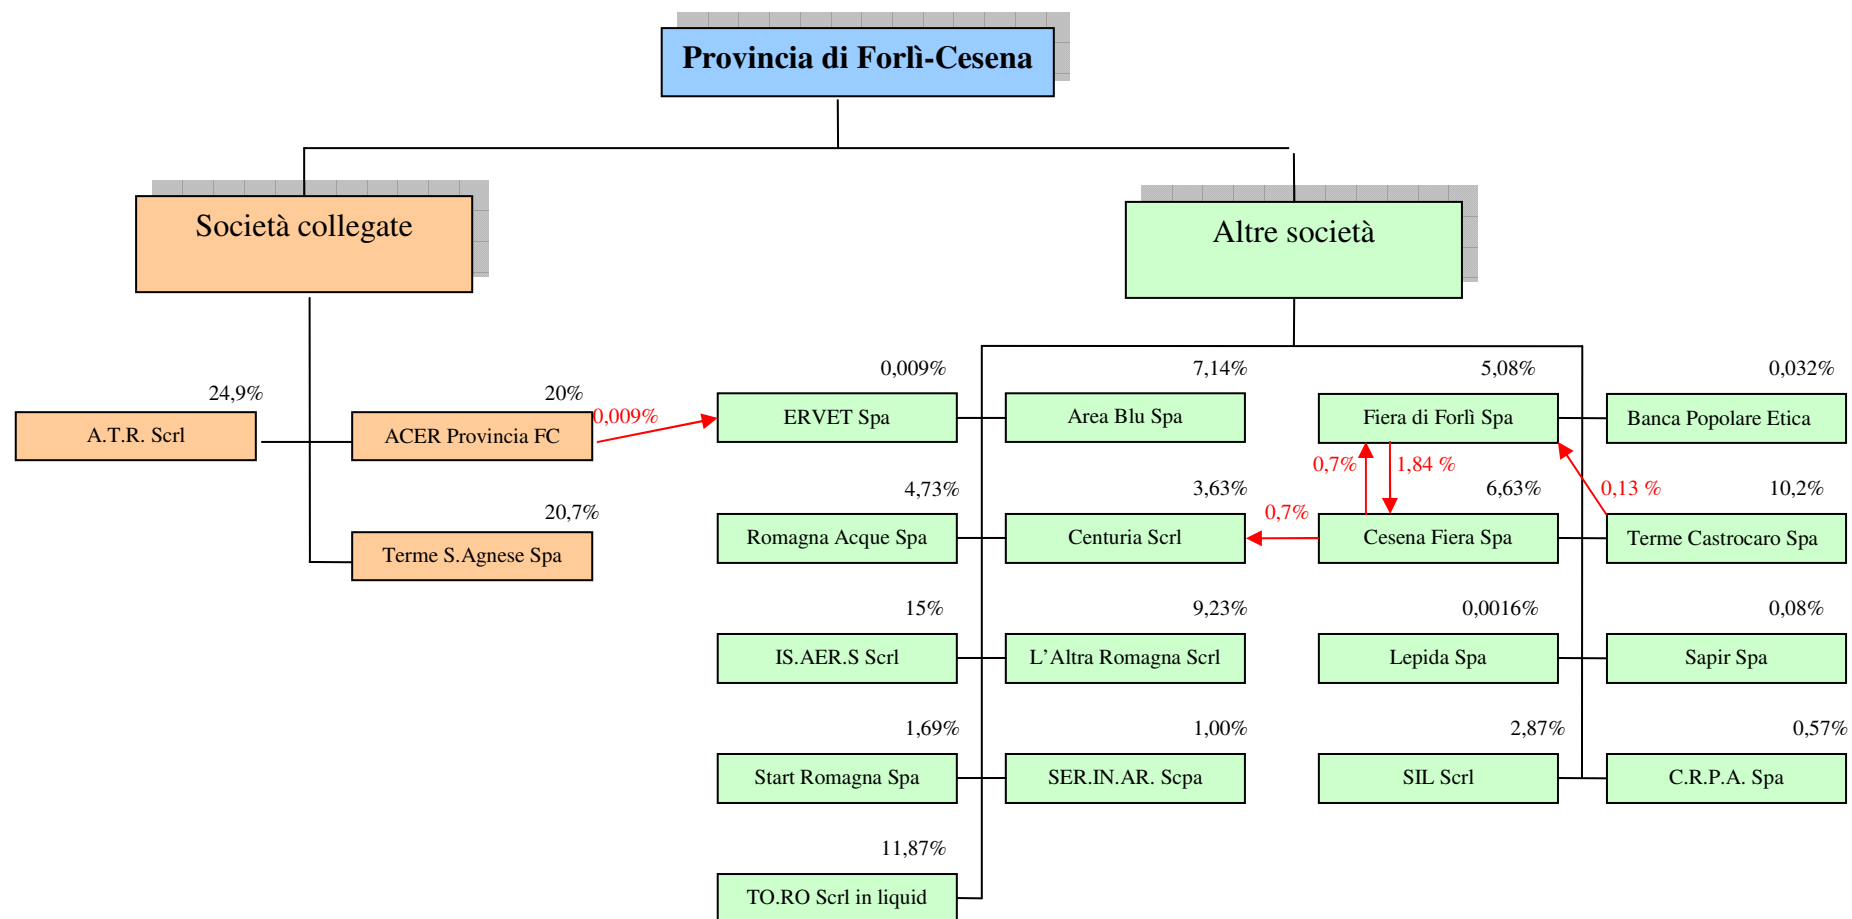 Provincia di Forlì-Cesena
Società collegate
Altre società
24,9%
A.T.R. Scrl
20%
ACER Provincia FC
0,009%
20,7%
Terme S.Agnese Spa
0,009%
ERVET Spa
7,14%
Area Blu Spa
5,08%
Fiera di Forlì Spa
0,032%
Banca Popolare Etica
0,7%
1,84 %
0,13 %
4,73%
Romagna Acque Spa
3,63%
Centuria Scrl
0,7%
6,63%
Cesena Fiera Spa
10,2%
Terme Castrocaro Spa
15%
IS.AER.S Scrl
9,23%
L’Altra Romagna Scrl
0,0016%
Lepida Spa
0,08%
Sapir Spa
1,69%
Start Romagna Spa
1,00%
SER.IN.AR. Scpa
2,87%
SIL Scrl
0,57%
C.R.P.A. Spa
11,87%
TO.RO Scrl in liquid